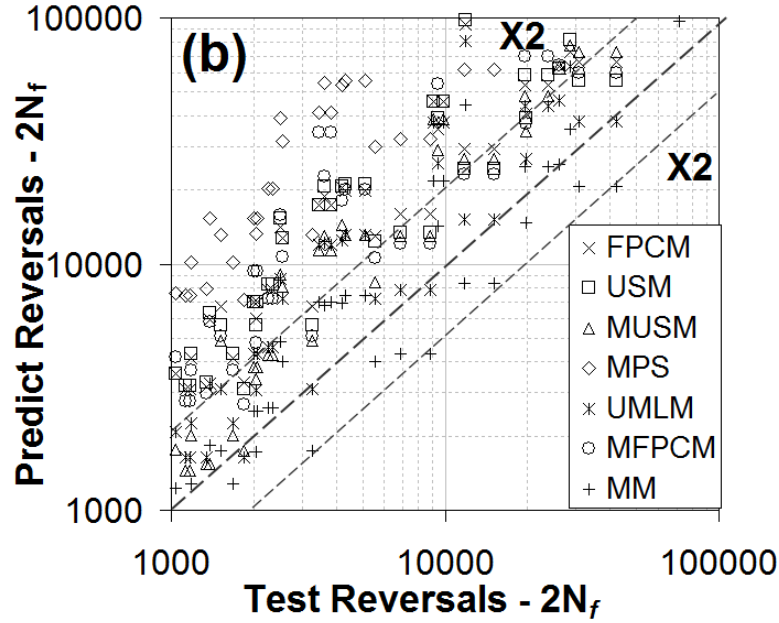 100000
(b)
X2
X2
10000
1000
Predict Reversals - 2Nf
FPCM
USM
MUSM
MPS
UMLM
MFPCM
MM
1000
10000
100000
Test Reversals - 2Nf